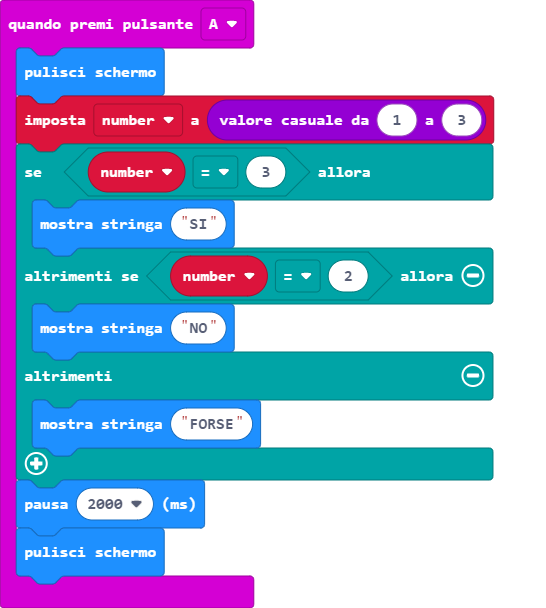 quando premi pulsante A
pulisci schermo
imposta number a valore casuale da 1 a 3
se number = 3 allora
mostra stringa "SI"
altrimenti se number = 2 allora
mostra stringa "NO"
altrimenti
mostra stringa "FORSE"
pausa 2000 (ms)
pulisci schermo